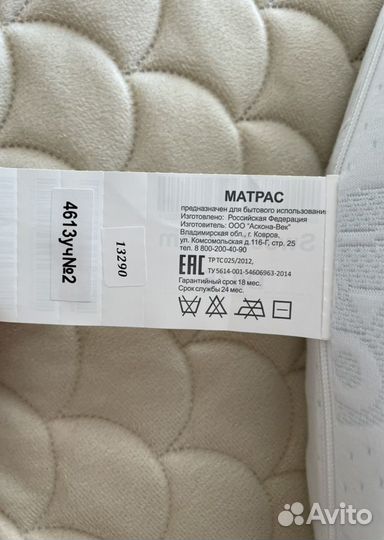 4613уч№2
13290
МАТРАС
предназначен для бытового использования
Изготовлено: Российская Федерация
Изготовитель: ООО "Аскона-Век"
Владимирская обл., г. Ковров,
ул. Комсомольская д.116-Г, стр. 25
тел. 8 800-200-40-90
ЕАС
ТР ТС 025/2012,
ТУ 5614-001-54606963-2014
Гарантийный срок 18 мес.
Срок службы 24 мес.
Avito